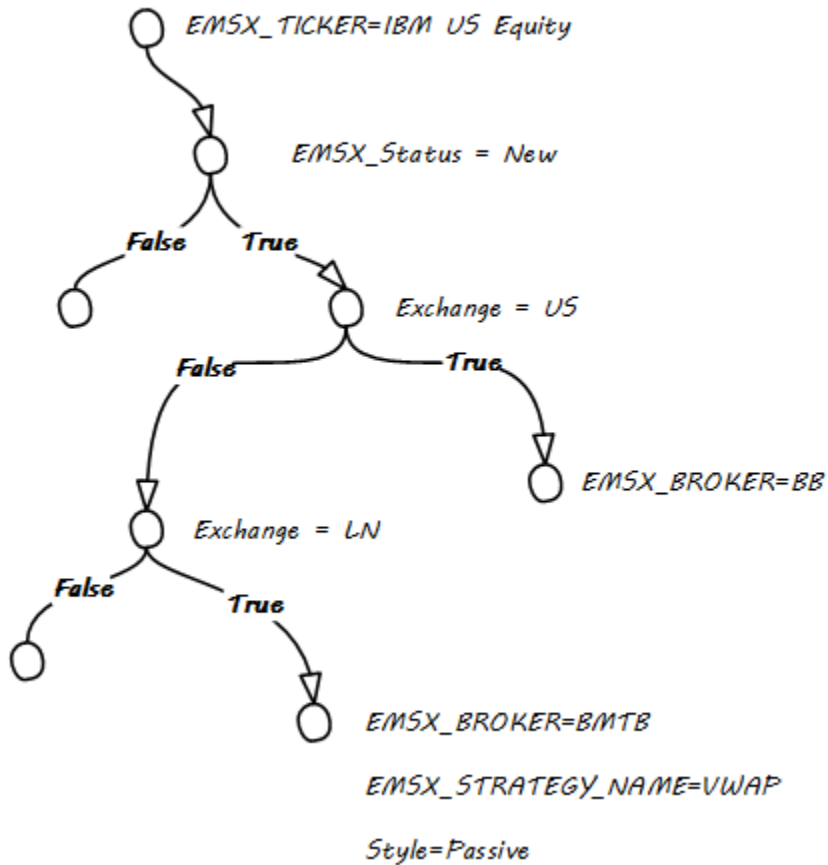 EMSX_TICKER=IBM US Equity
EMSX_Status = New
False
True
Exchange = US
False
True
EMSX_BROKER=BB
Exchange = LN
False
True
EMSX_BROKER=BMTB
EMSX_STRATEGY_NAME=VWAP
Style=Passive